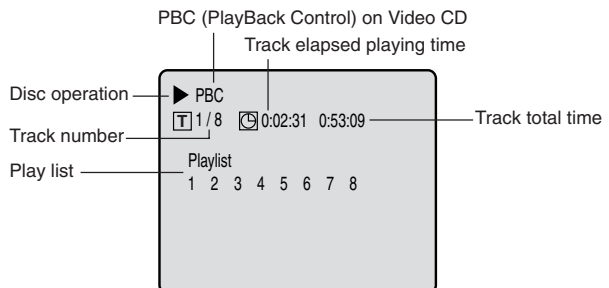 PBC (PlayBack Control) on Video CD
Track elapsed playing time
Disc operation
PBC
T 1 / 8 0:02:31 0:53:09
Track total time
Track number
Playlist
Play list
1 2 3 4 5 6 7 8